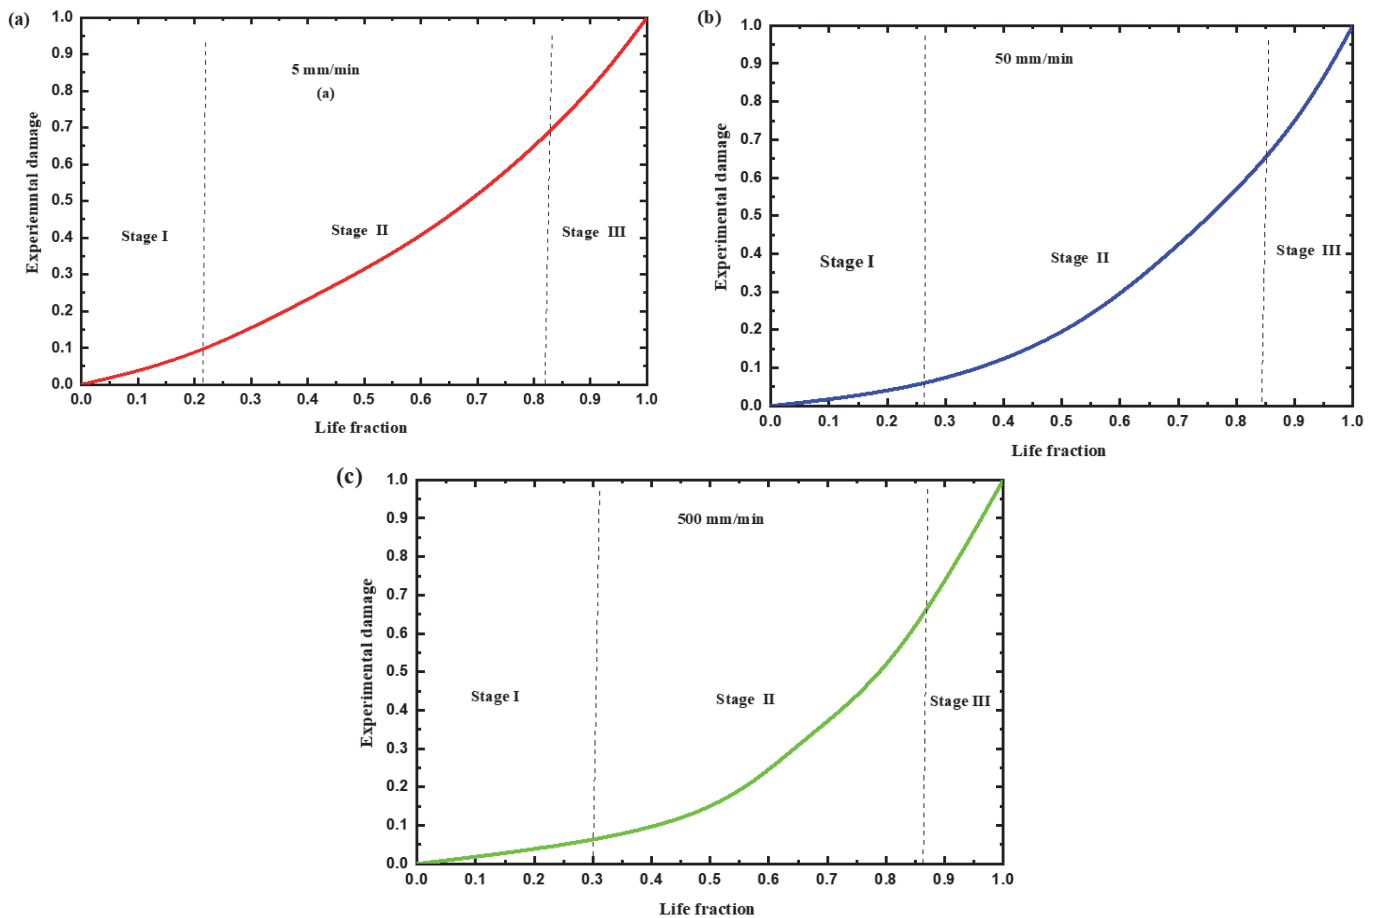 (a)
1.0
0.9
0.8
0.7
0.6
0.5
0.4
0.3
0.2
0.1
0.0
Experiemntal damage
5 mm/min
(a)
Stage I
Stage II
Stage III
0.0 0.1 0.2 0.3 0.4 0.5 0.6 0.7 0.8 0.9 1.0
Life fraction
(b)
1.0
0.9
0.8
0.7
0.6
0.5
0.4
0.3
0.2
0.1
0.0
Experimental damage
50 mm/min
Stage I
Stage II
Stage III
0.0 0.1 0.2 0.3 0.4 0.5 0.6 0.7 0.8 0.9 1.0
Life fraction
(c)
1.0
0.9
0.8
0.7
0.6
0.5
0.4
0.3
0.2
0.1
0.0
Experimental damage
500 mm/min
Stage I
Stage II
Stage III
0.0 0.1 0.2 0.3 0.4 0.5 0.6 0.7 0.8 0.9 1.0
Life fraction